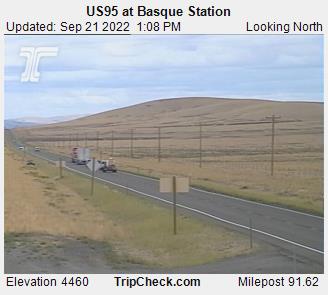 US95 at Basque Station
Updated: Sep 21 2022 1:08 PM Looking North
Elevation 4460 TripCheck.com Milepost 91.62